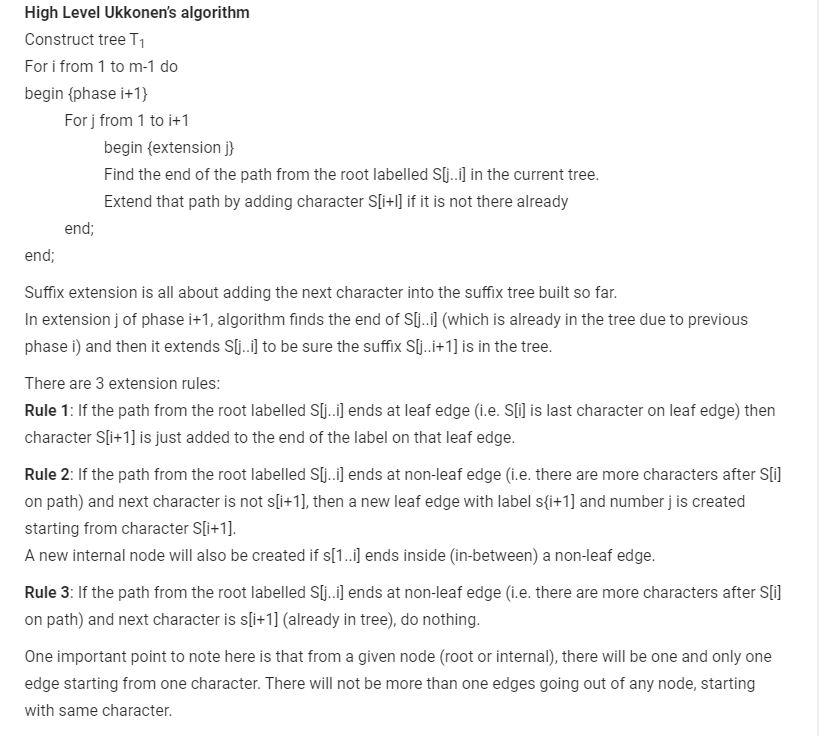 High Level Ukkonen's algorithm
Construct tree T₁
For i from 1 to m-1 do
begin {phase i+1}
For j from 1 to i+1
begin {extension j}
Find the end of the path from the root labelled S[j..i] in the current tree.
Extend that path by adding character S[i+l] if it is not there already
end;
end;
Suffix extension is all about adding the next character into the suffix tree built so far.
In extension j of phase i+1, algorithm finds the end of S[j..i] (which is already in the tree due to previous
phase i) and then it extends S[j..i] to be sure the suffix S[j..i+1] is in the tree.
There are 3 extension rules:
Rule 1: If the path from the root labelled S[j..i] ends at leaf edge (i.e. S[i] is last character on leaf edge) then
character S[i+1] is just added to the end of the label on that leaf edge.
Rule 2: If the path from the root labelled S[j..i] ends at non-leaf edge (i.e. there are more characters after S[i]
on path) and next character is not s[i+1], then a new leaf edge with label s{i+1] and number j is created
starting from character S[i+1].
A new internal node will also be created if s[1..i] ends inside (in-between) a non-leaf edge.
Rule 3: If the path from the root labelled S[j..i] ends at non-leaf edge (i.e. there are more characters after S[i]
on path) and next character is s[i+1] (already in tree), do nothing.
One important point to note here is that from a given node (root or internal), there will be one and only one
edge starting from one character. There will not be more than one edges going out of any node, starting
with same character.